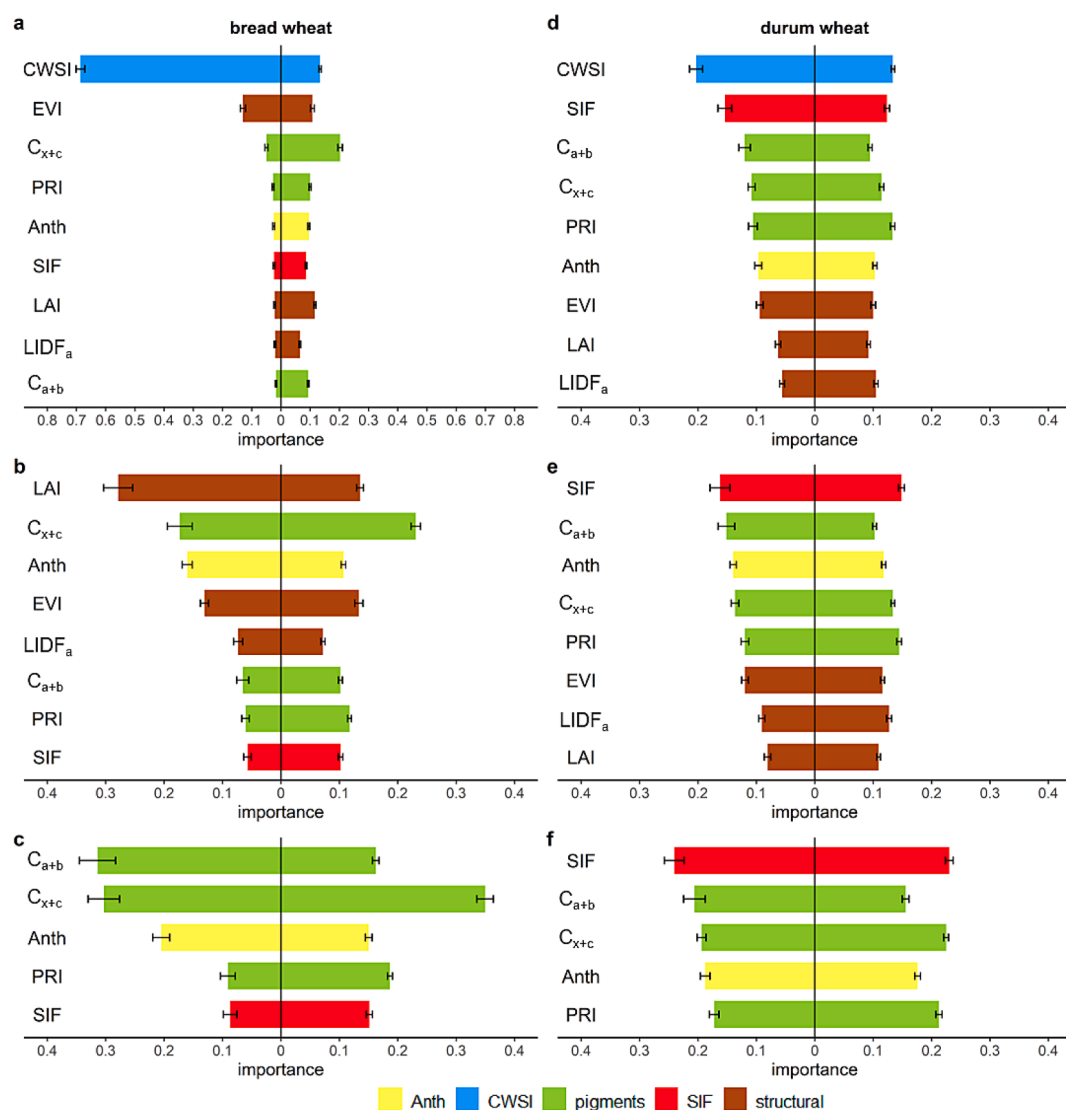 a bread wheat
CWSI
EVI
Cx+c
PRI
Anth
SIF
LAI
LIDFa
Ca+b
0.8 0.7 0.6 0.5 0.4 0.3 0.2 0.1 0 0.1 0.2 0.3 0.4 0.5 0.6 0.7 0.8
importance
d durum wheat
CWSI
SIF
Ca+b
Cx+c
PRI
Anth
EVI
LAI
LIDFa
0.4 0.3 0.2 0.1 0 0.1 0.2 0.3 0.4
importance
b
LAI
Cx+c
Anth
EVI
LIDFa
Ca+b
PRI
SIF
0.4 0.3 0.2 0.1 0 0.1 0.2 0.3 0.4
importance
e
SIF
Ca+b
Anth
Cx+c
PRI
EVI
LIDFa
LAI
0.4 0.3 0.2 0.1 0 0.1 0.2 0.3 0.4
importance
c
Ca+b
Cx+c
Anth
PRI
SIF
0.4 0.3 0.2 0.1 0 0.1 0.2 0.3 0.4
importance
f
SIF
Ca+b
Cx+c
Anth
PRI
0.4 0.3 0.2 0.1 0 0.1 0.2 0.3 0.4
importance
Anth CWSI pigments SIF structural